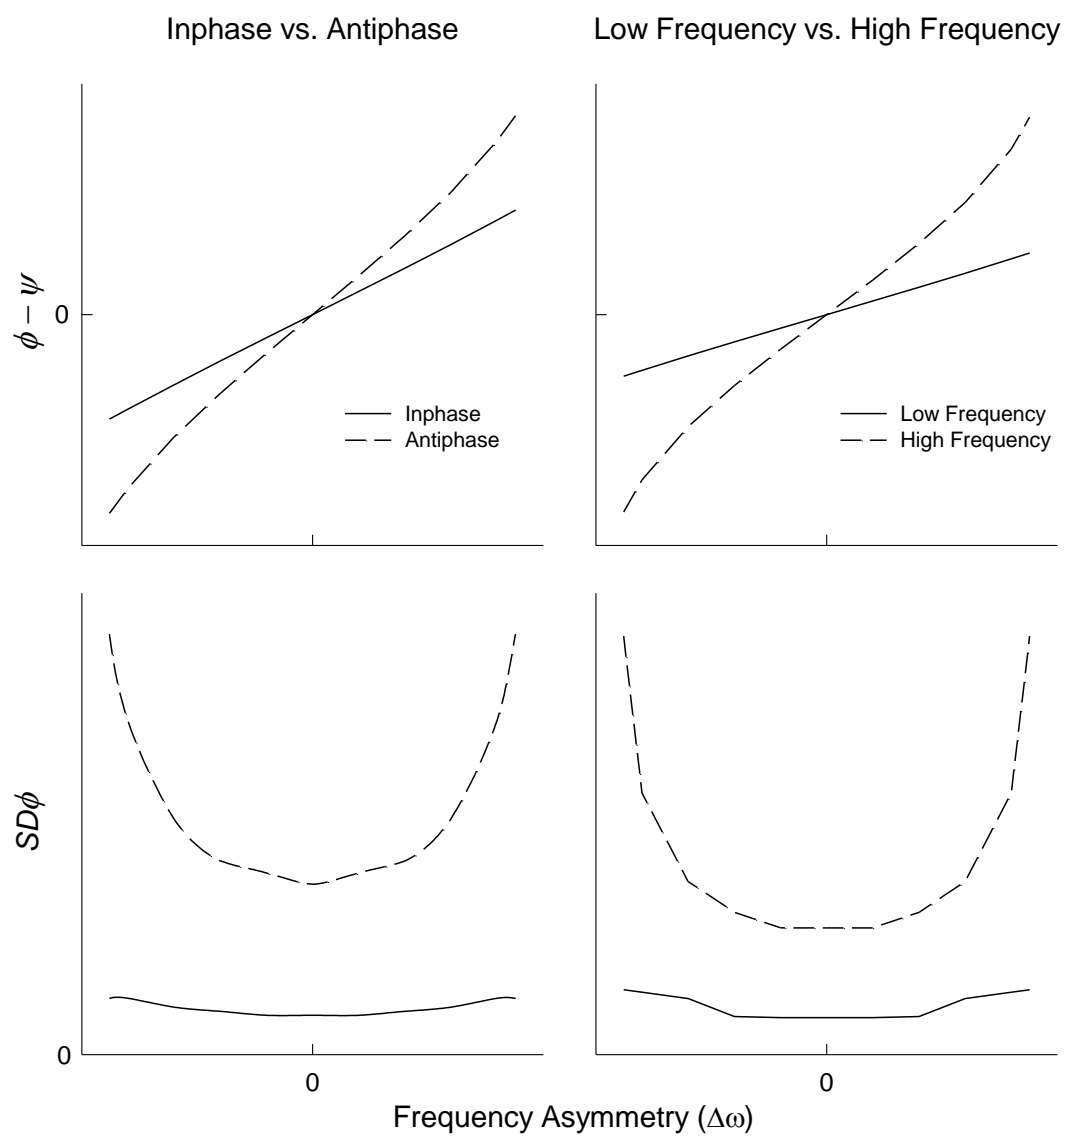 Inphase vs. Antiphase
Low Frequency vs. High Frequency
ϕ – ψ
0
Inphase
Antiphase
Low Frequency
High Frequency
SDϕ
0
0
0
Frequency Asymmetry (Δω)